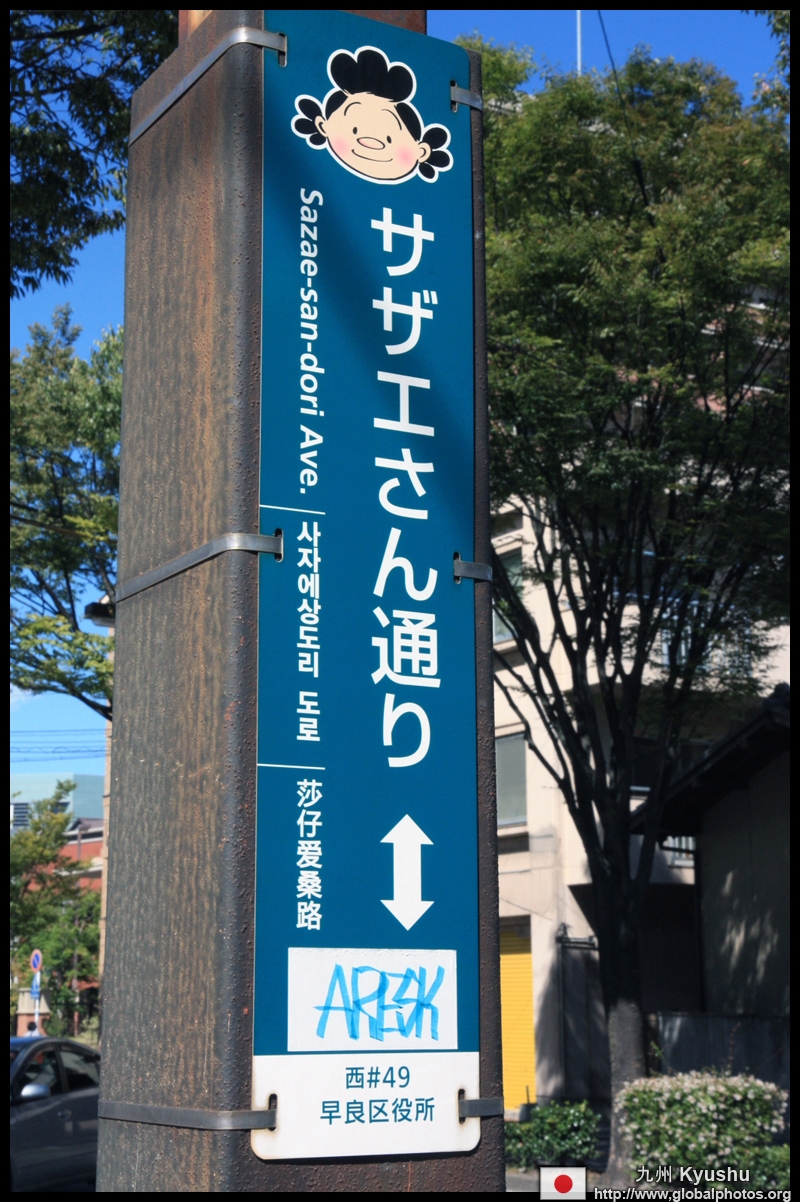 サザエさん通り
Sazae-san-dori Ave.
사자에상도리 도로
莎仔爱桑路
ARESK
西#49
早良区役所
九州 Kyushu
http://www.globalphotos.org